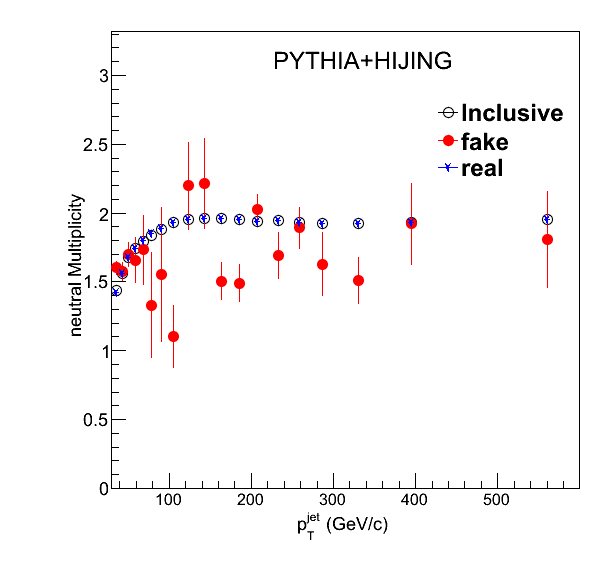 PYTHIA+HIJING
Inclusive
fake
real
neutral Multiplicity
3
2.5
2
1.5
1
0.5
0
100 200 300 400 500
p_T^jet (GeV/c)